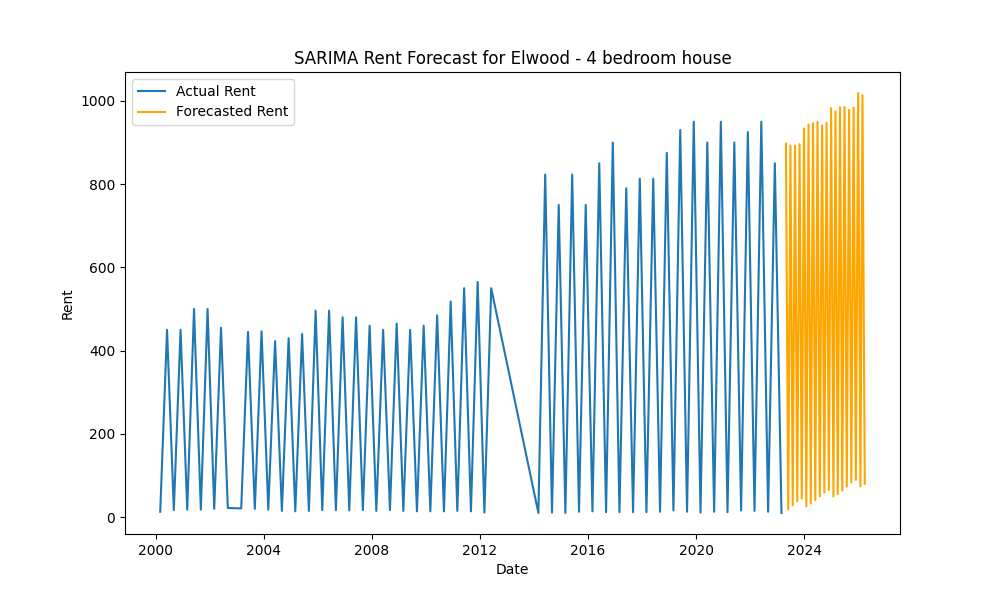 SARIMA Rent Forecast for Elwood - 4 bedroom house
Actual Rent
Forecasted Rent
Rent
1000
800
600
400
200
0
2000 2004 2008 2012 2016 2020 2024
Date